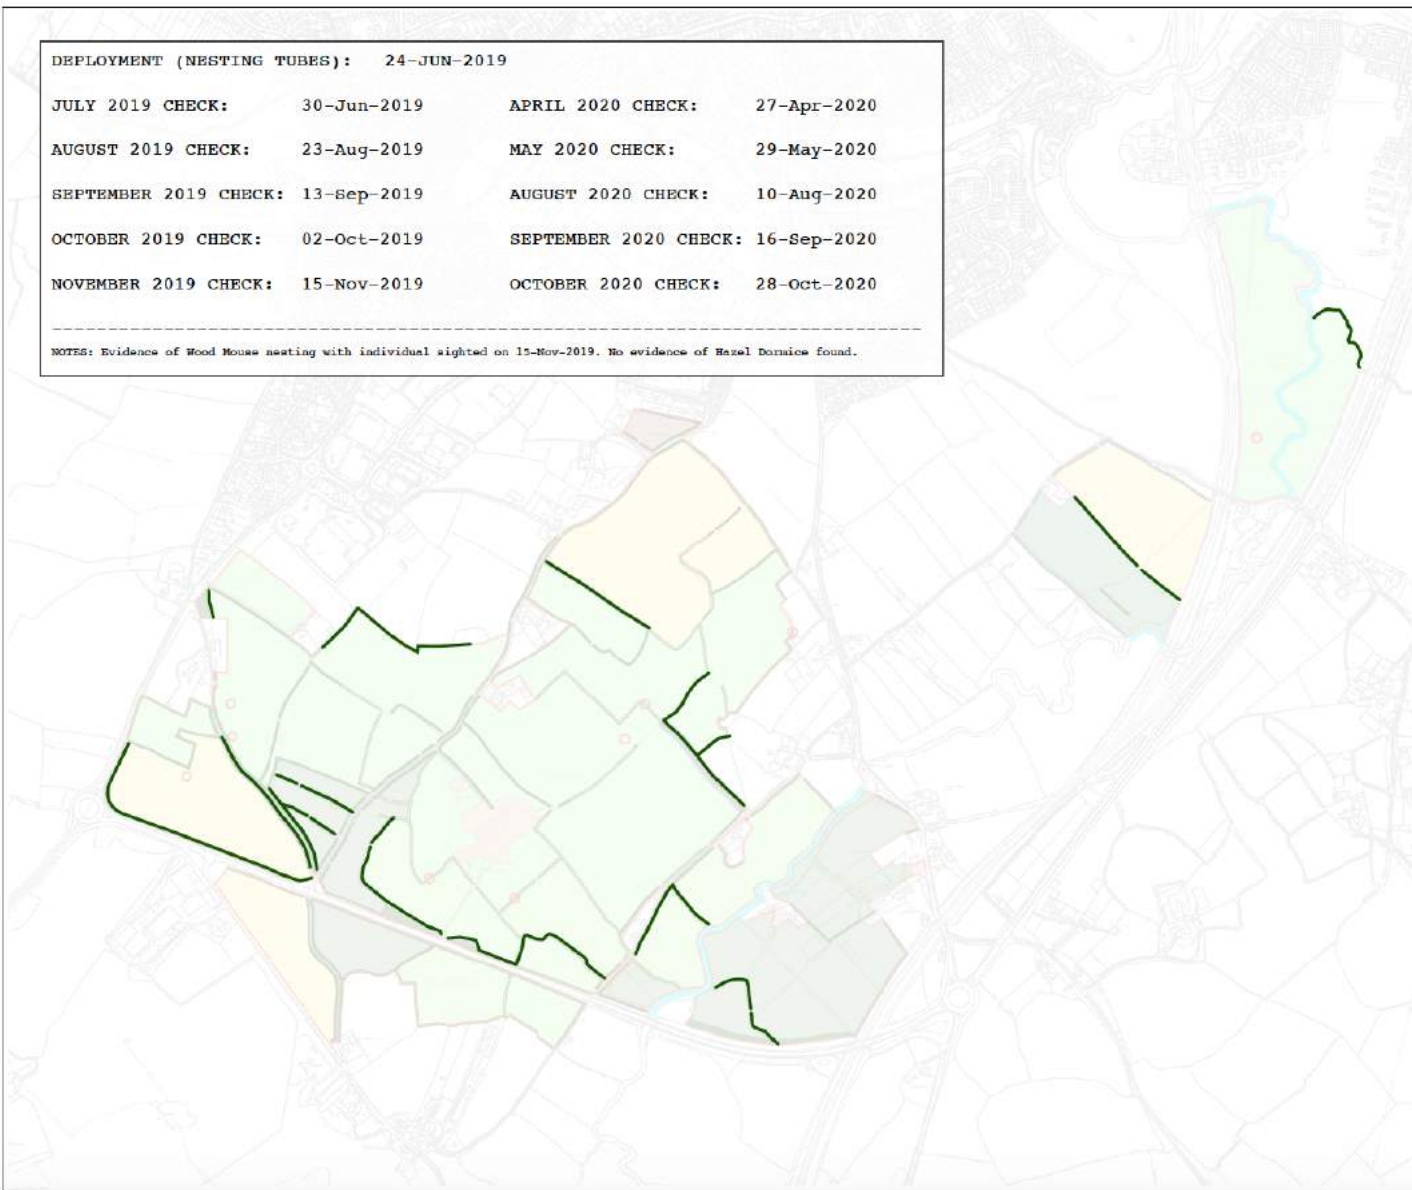 DEPLOYMENT (NESTING TUBES): 24-JUN-2019
JULY 2019 CHECK: 30-Jun-2019 APRIL 2020 CHECK: 27-Apr-2020
AUGUST 2019 CHECK: 23-Aug-2019 MAY 2020 CHECK: 29-May-2020
SEPTEMBER 2019 CHECK: 13-Sep-2019 AUGUST 2020 CHECK: 10-Aug-2020
OCTOBER 2019 CHECK: 02-Oct-2019 SEPTEMBER 2020 CHECK: 16-Sep-2020
NOVEMBER 2019 CHECK: 15-Nov-2019 OCTOBER 2020 CHECK: 28-Oct-2020
NOTES: Evidence of Wood Mouse nesting with individual sighted on 15-Nov-2019. No evidence of Hazel Dormice found.